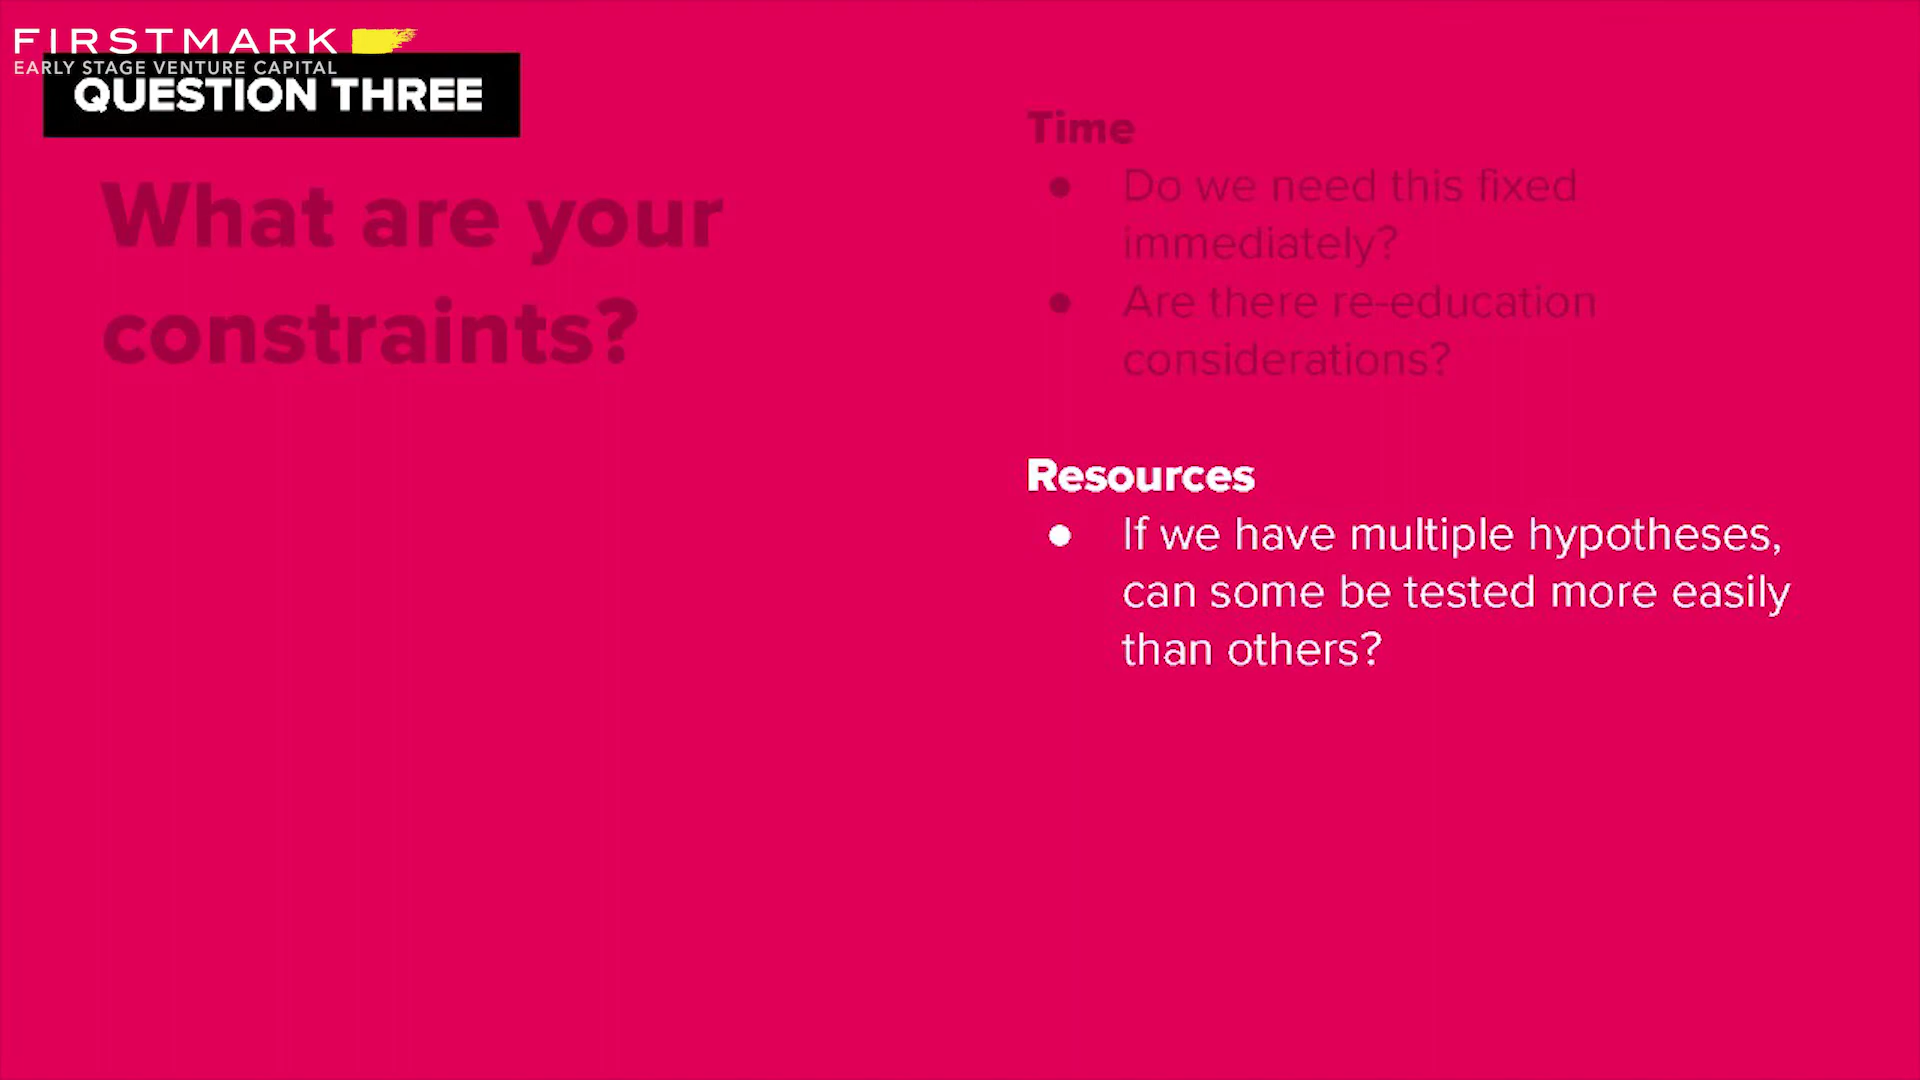 FIRSTMARK
EARLY STAGE VENTURE CAPITAL
QUESTION THREE
What are your
constraints?
Time
● Do we need this fixed
immediately?
● Are there re-education
considerations?
Resources
● If we have multiple hypotheses,
can some be tested more easily
than others?